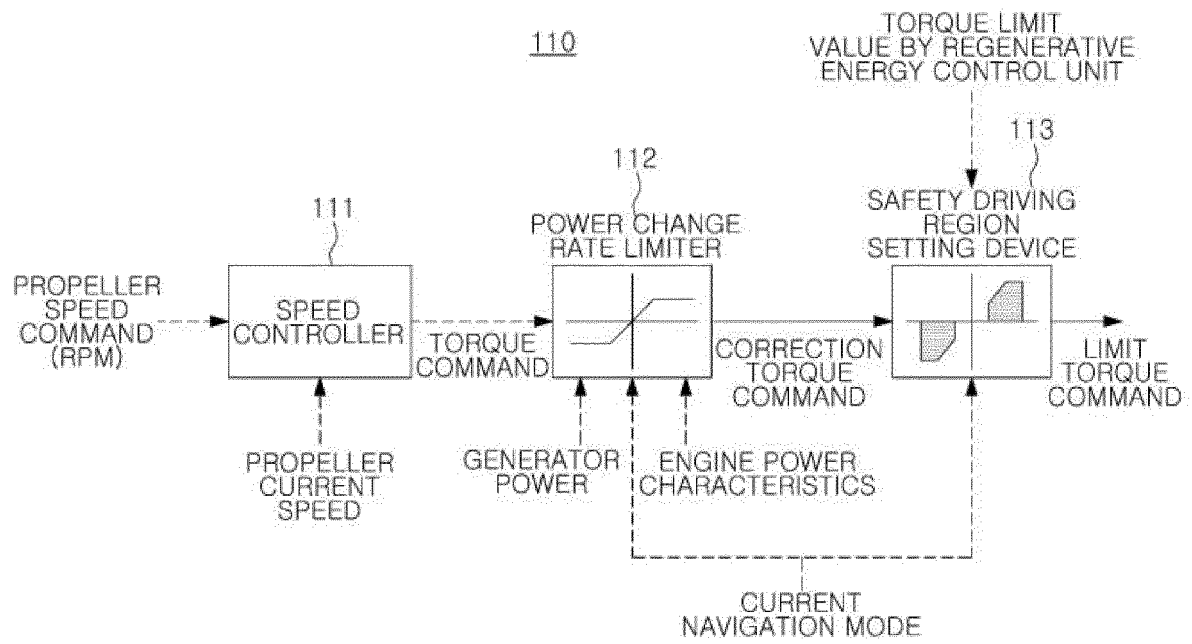 110
TORQUE LIMIT
VALUE BY REGENERATIVE
ENERGY CONTROL UNIT
113
112
111
SAFETY DRIVING
REGION
SETTING DEVICE
POWER CHANGE
RATE LIMITER
PROPELLER
SPEED
COMMAND
(RPM)
SPEED
CONTROLLER
TORQUE
COMMAND
CORRECTION
TORQUE
COMMAND
LIMIT
TORQUE
COMMAND
PROPELLER
CURRENT
SPEED
GENERATOR
POWER
ENGINE POWER
CHARACTERISTICS
CURRENT
NAVIGATION MODE